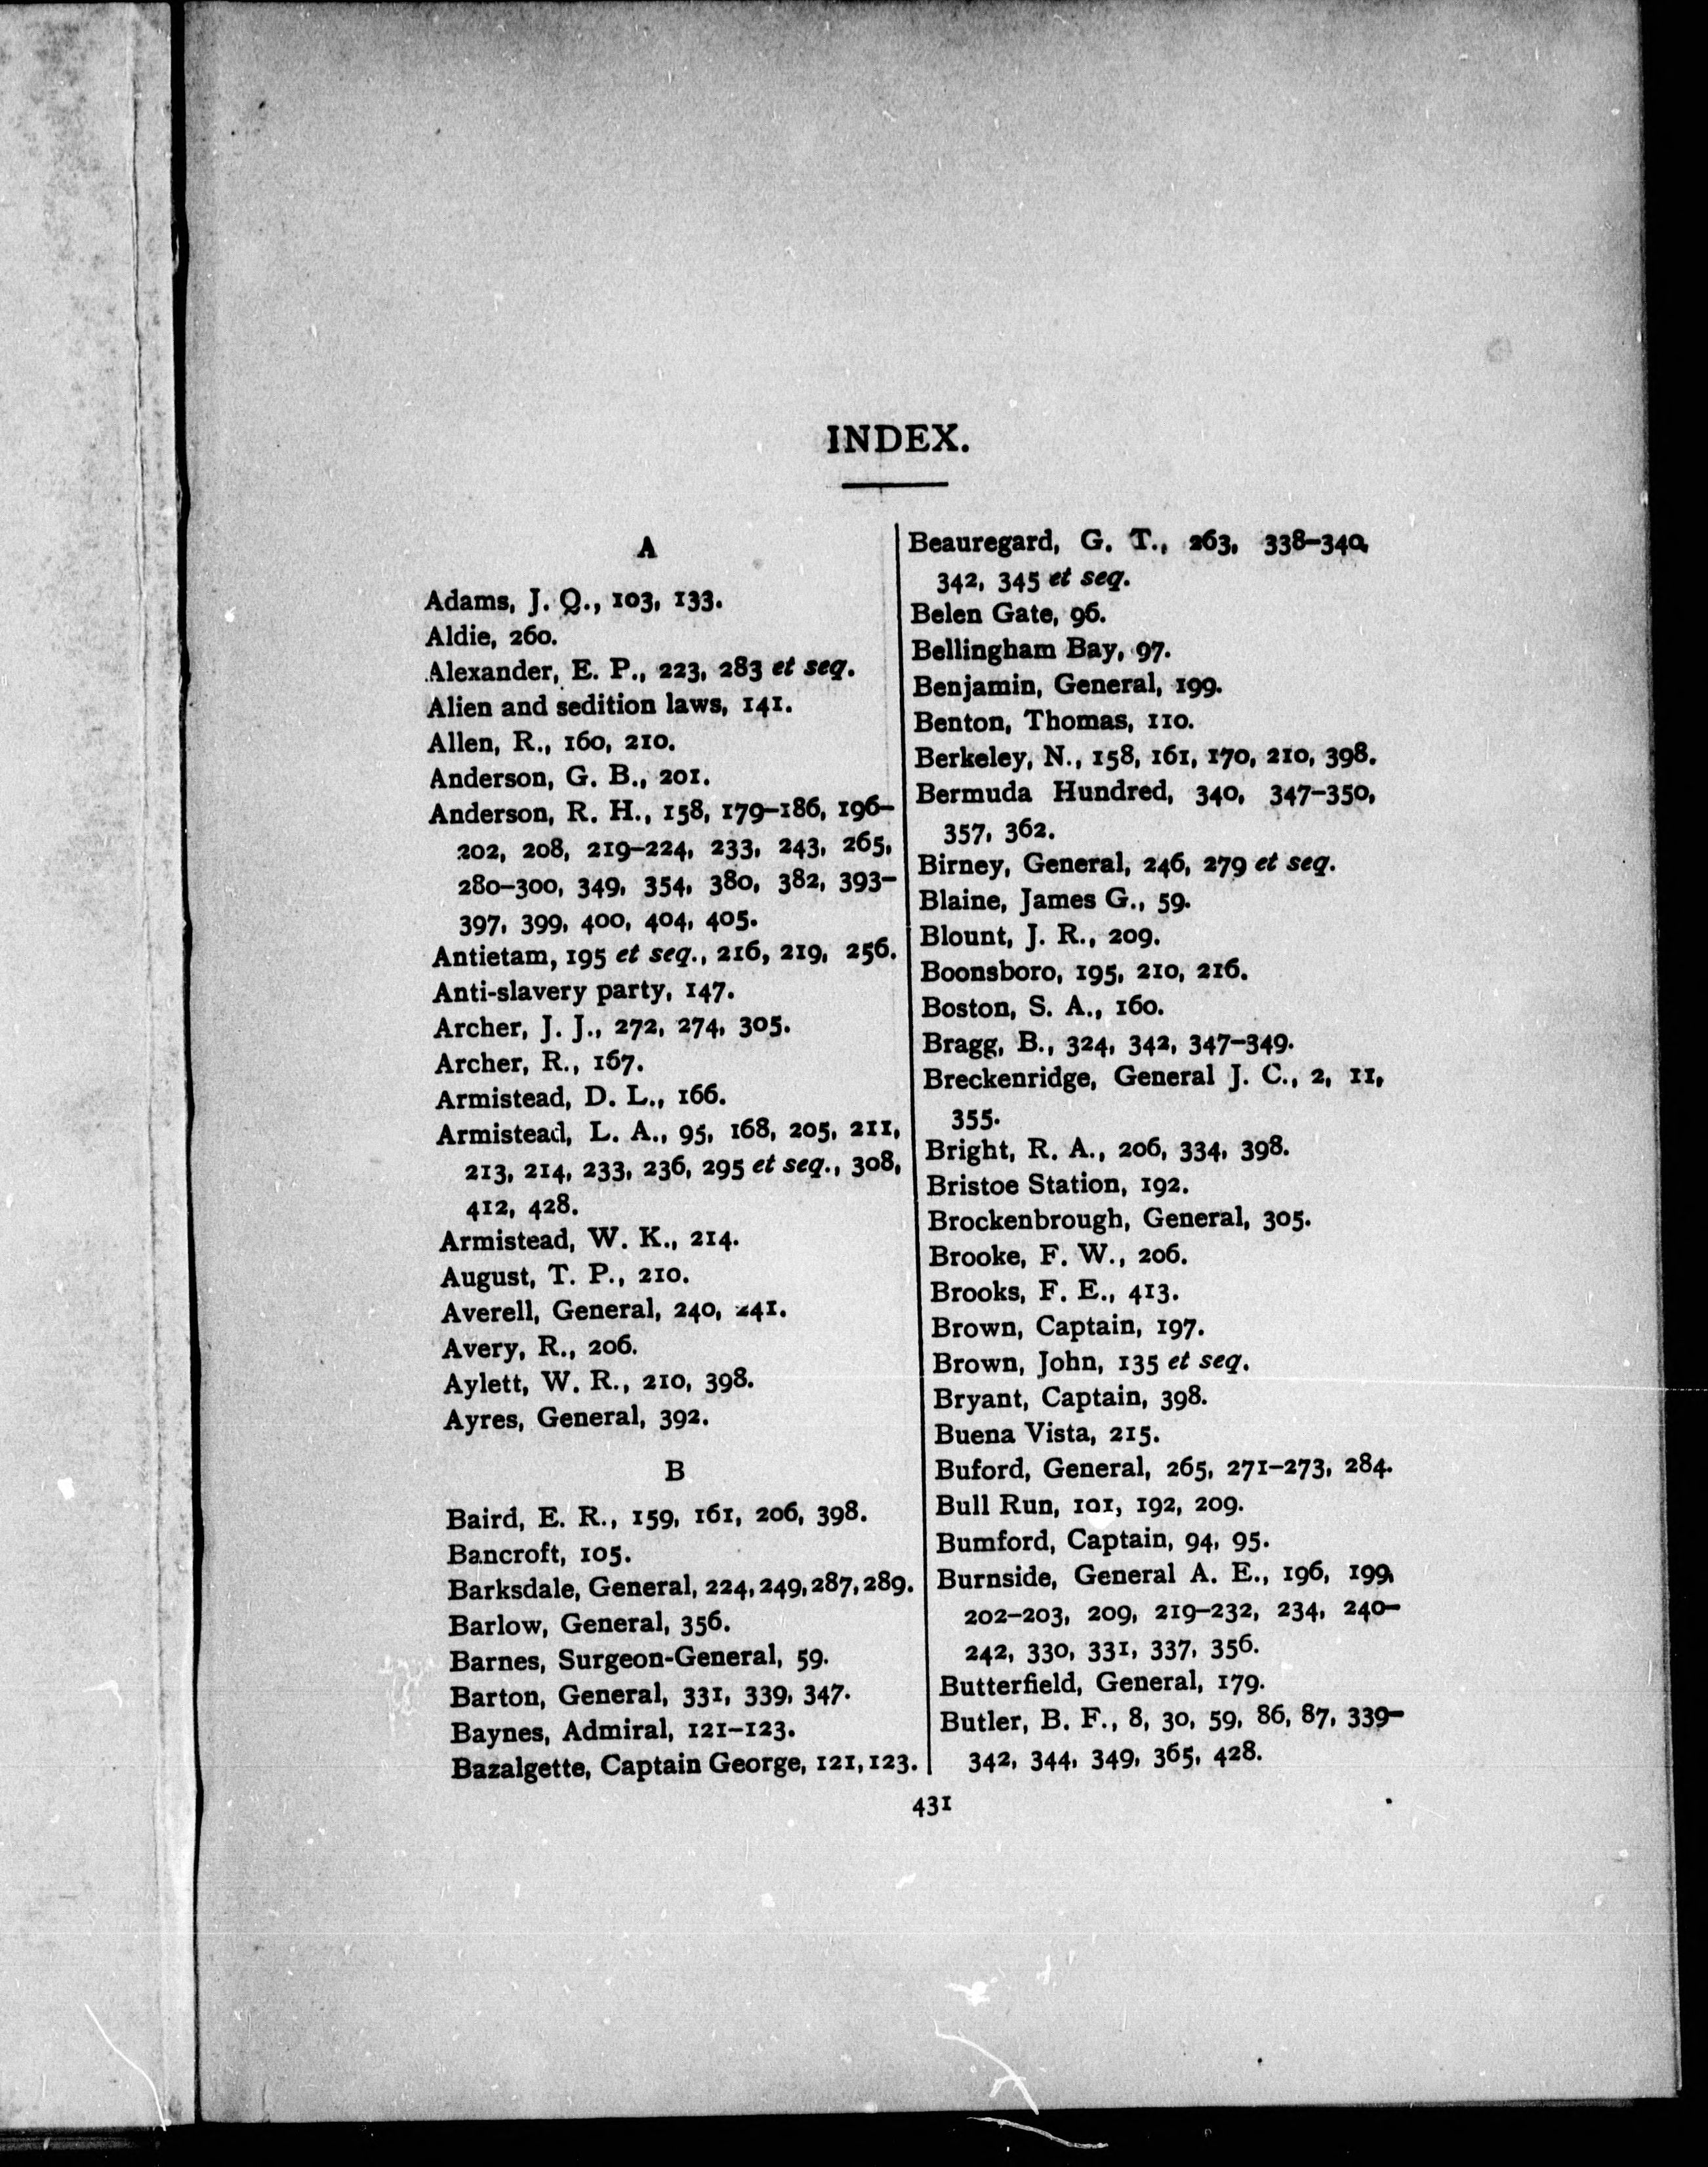 INDEX.
A
Adams, J. Q., 103, 133.
Aldie, 260.
Alexander, E. P., 223, 283 et seq.
Alien and sedition laws, 141.
Allen, R., 160, 210.
Anderson, G. B., 201.
Anderson, R. H., 158, 179–186, 196–
202, 208, 219–224, 233, 243, 265,
280–300, 349, 354, 380, 382, 393–
397, 399, 400, 404, 405.
Antietam, 195 et seq., 216, 219, 256.
Anti-slavery party, 147.
Archer, J. J., 272, 274, 305.
Archer, R., 167.
Armistead, D. L., 166.
Armistead, L. A., 95, 168, 205, 211,
213, 214, 233, 236, 295 et seq., 308,
412, 428.
Armistead, W. K., 214.
August, T. P., 210.
Averell, General, 240, 241.
Avery, R., 206.
Aylett, W. R., 210, 398.
Ayres, General, 392.
B
Baird, E. R., 159, 161, 206, 398.
Bancroft, 105.
Barksdale, General, 224, 249, 287, 289.
Barlow, General, 356.
Barnes, Surgeon-General, 59.
Barton, General, 331, 339, 347.
Baynes, Admiral, 121–123.
Bazalgette, Captain George, 121, 123.
Beauregard, G. T., 263, 338–340,
342, 345 et seq.
Belen Gate, 96.
Bellingham Bay, 97.
Benjamin, General, 199.
Benton, Thomas, 110.
Berkeley, N., 158, 161, 170, 210, 398.
Bermuda Hundred, 340, 347–350,
357, 362.
Birney, General, 246, 279 et seq.
Blaine, James G., 59.
Blount, J. R., 209.
Boonsboro, 195, 210, 216.
Boston, S. A., 160.
Bragg, B., 324, 342, 347–349.
Breckenridge, General J. C., 2, 11,
355.
Bright, R. A., 206, 334, 398.
Bristoe Station, 192.
Brockenbrough, General, 305.
Brooke, F. W., 206.
Brooks, F. E., 413.
Brown, Captain, 197.
Brown, John, 135 et seq.
Bryant, Captain, 398.
Buena Vista, 215.
Buford, General, 265, 271–273, 284.
Bull Run, 101, 192, 209.
Bumford, Captain, 94, 95.
Burnside, General A. E., 196, 199,
202–203, 209, 219–232, 234, 240–
242, 330, 331, 337, 356.
Butterfield, General, 179.
Butler, B. F., 8, 30, 59, 86, 87, 339–
342, 344, 349, 365, 428.
431